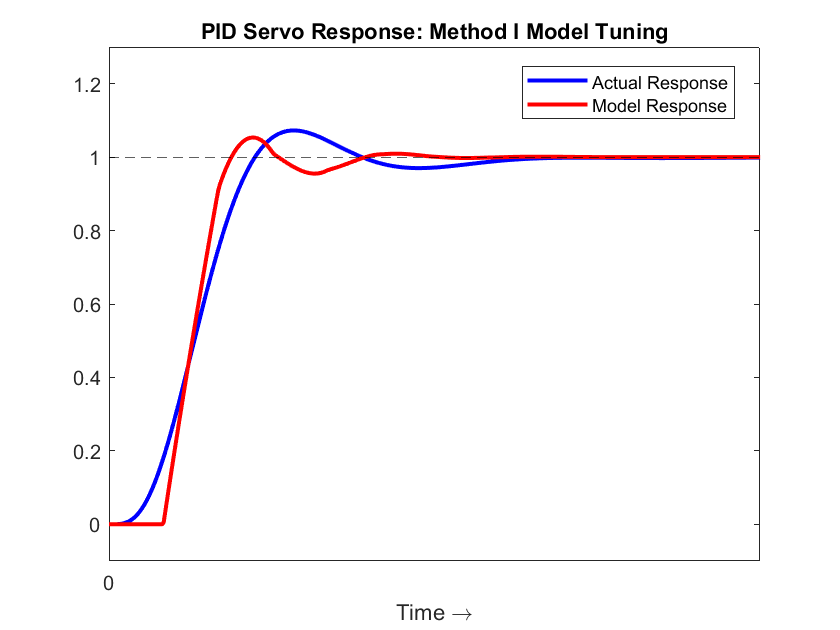 PID Servo Response: Method I Model Tuning
Actual Response
Model Response
1.2
1
0.8
0.6
0.4
0.2
0
0
Time →